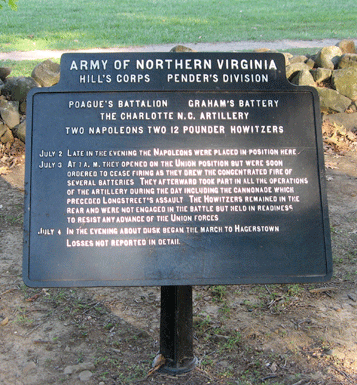 ARMY OF NORTHERN VIRGINIA
HILL'S CORPS PENDER'S DIVISION
POAGUE'S BATTALION GRAHAM'S BATTERY
THE CHARLOTTE N.C. ARTILLERY
TWO NAPOLEONS TWO 12 POUNDER HOWITZERS
JULY 2 LATE IN THE EVENING THE NAPOLEONS WERE PLACED IN POSITION HERE.
JULY 3 AT 7 A. M. THEY OPENED ON THE UNION POSITION BUT WERE SOON
ORDERED TO CEASE FIRING AS THEY DREW THE CONCENTRATED FIRE OF
SEVERAL BATTERIES THEY AFTERWARD TOOK PART IN ALL THE OPERATIONS
OF THE ARTILLERY DURING THE DAY INCLUDING THE CANNONADE WHICH
PRECEDED LONGSTREET'S ASSAULT THE HOWITZERS REMAINED IN THE
REAR AND WERE NOT ENGAGED IN THE BATTLE BUT HELD IN READINESS
TO RESIST ANY ADVANCE OF THE UNION FORCES
JULY 4 IN THE EVENING ABOUT DUSK BEGAN THE MARCH TO HAGERSTOWN
LOSSES NOT REPORTED IN DETAIL